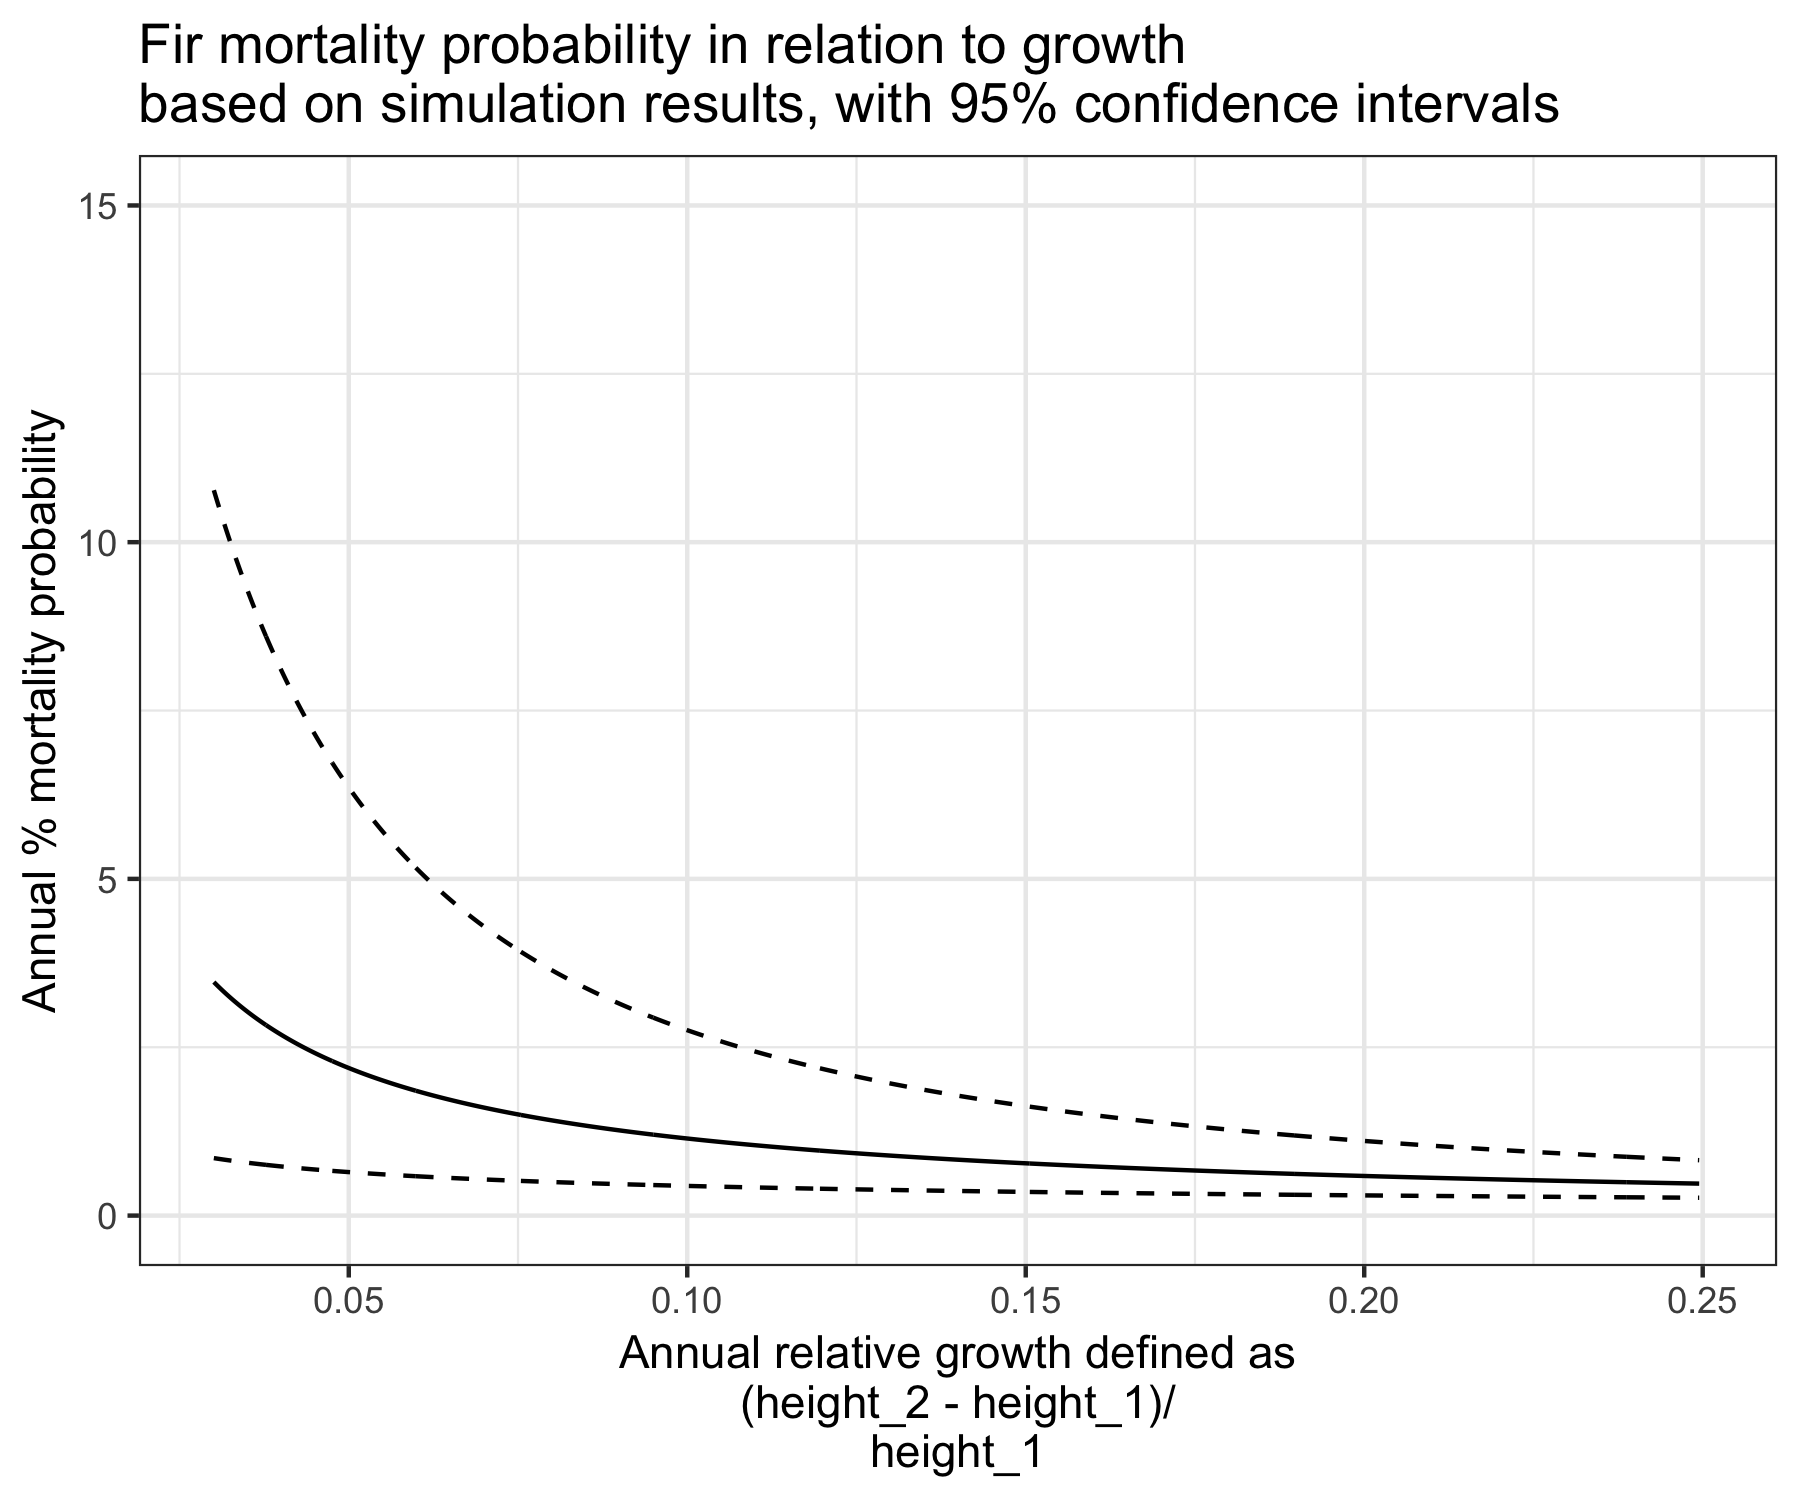 Fir mortality probability in relation to growth
based on simulation results, with 95% confidence intervals
Annual % mortality probability
15
10
5
0
0.05
0.10
0.15
0.20
0.25
Annual relative growth defined as
(height_2 - height_1)/
height_1